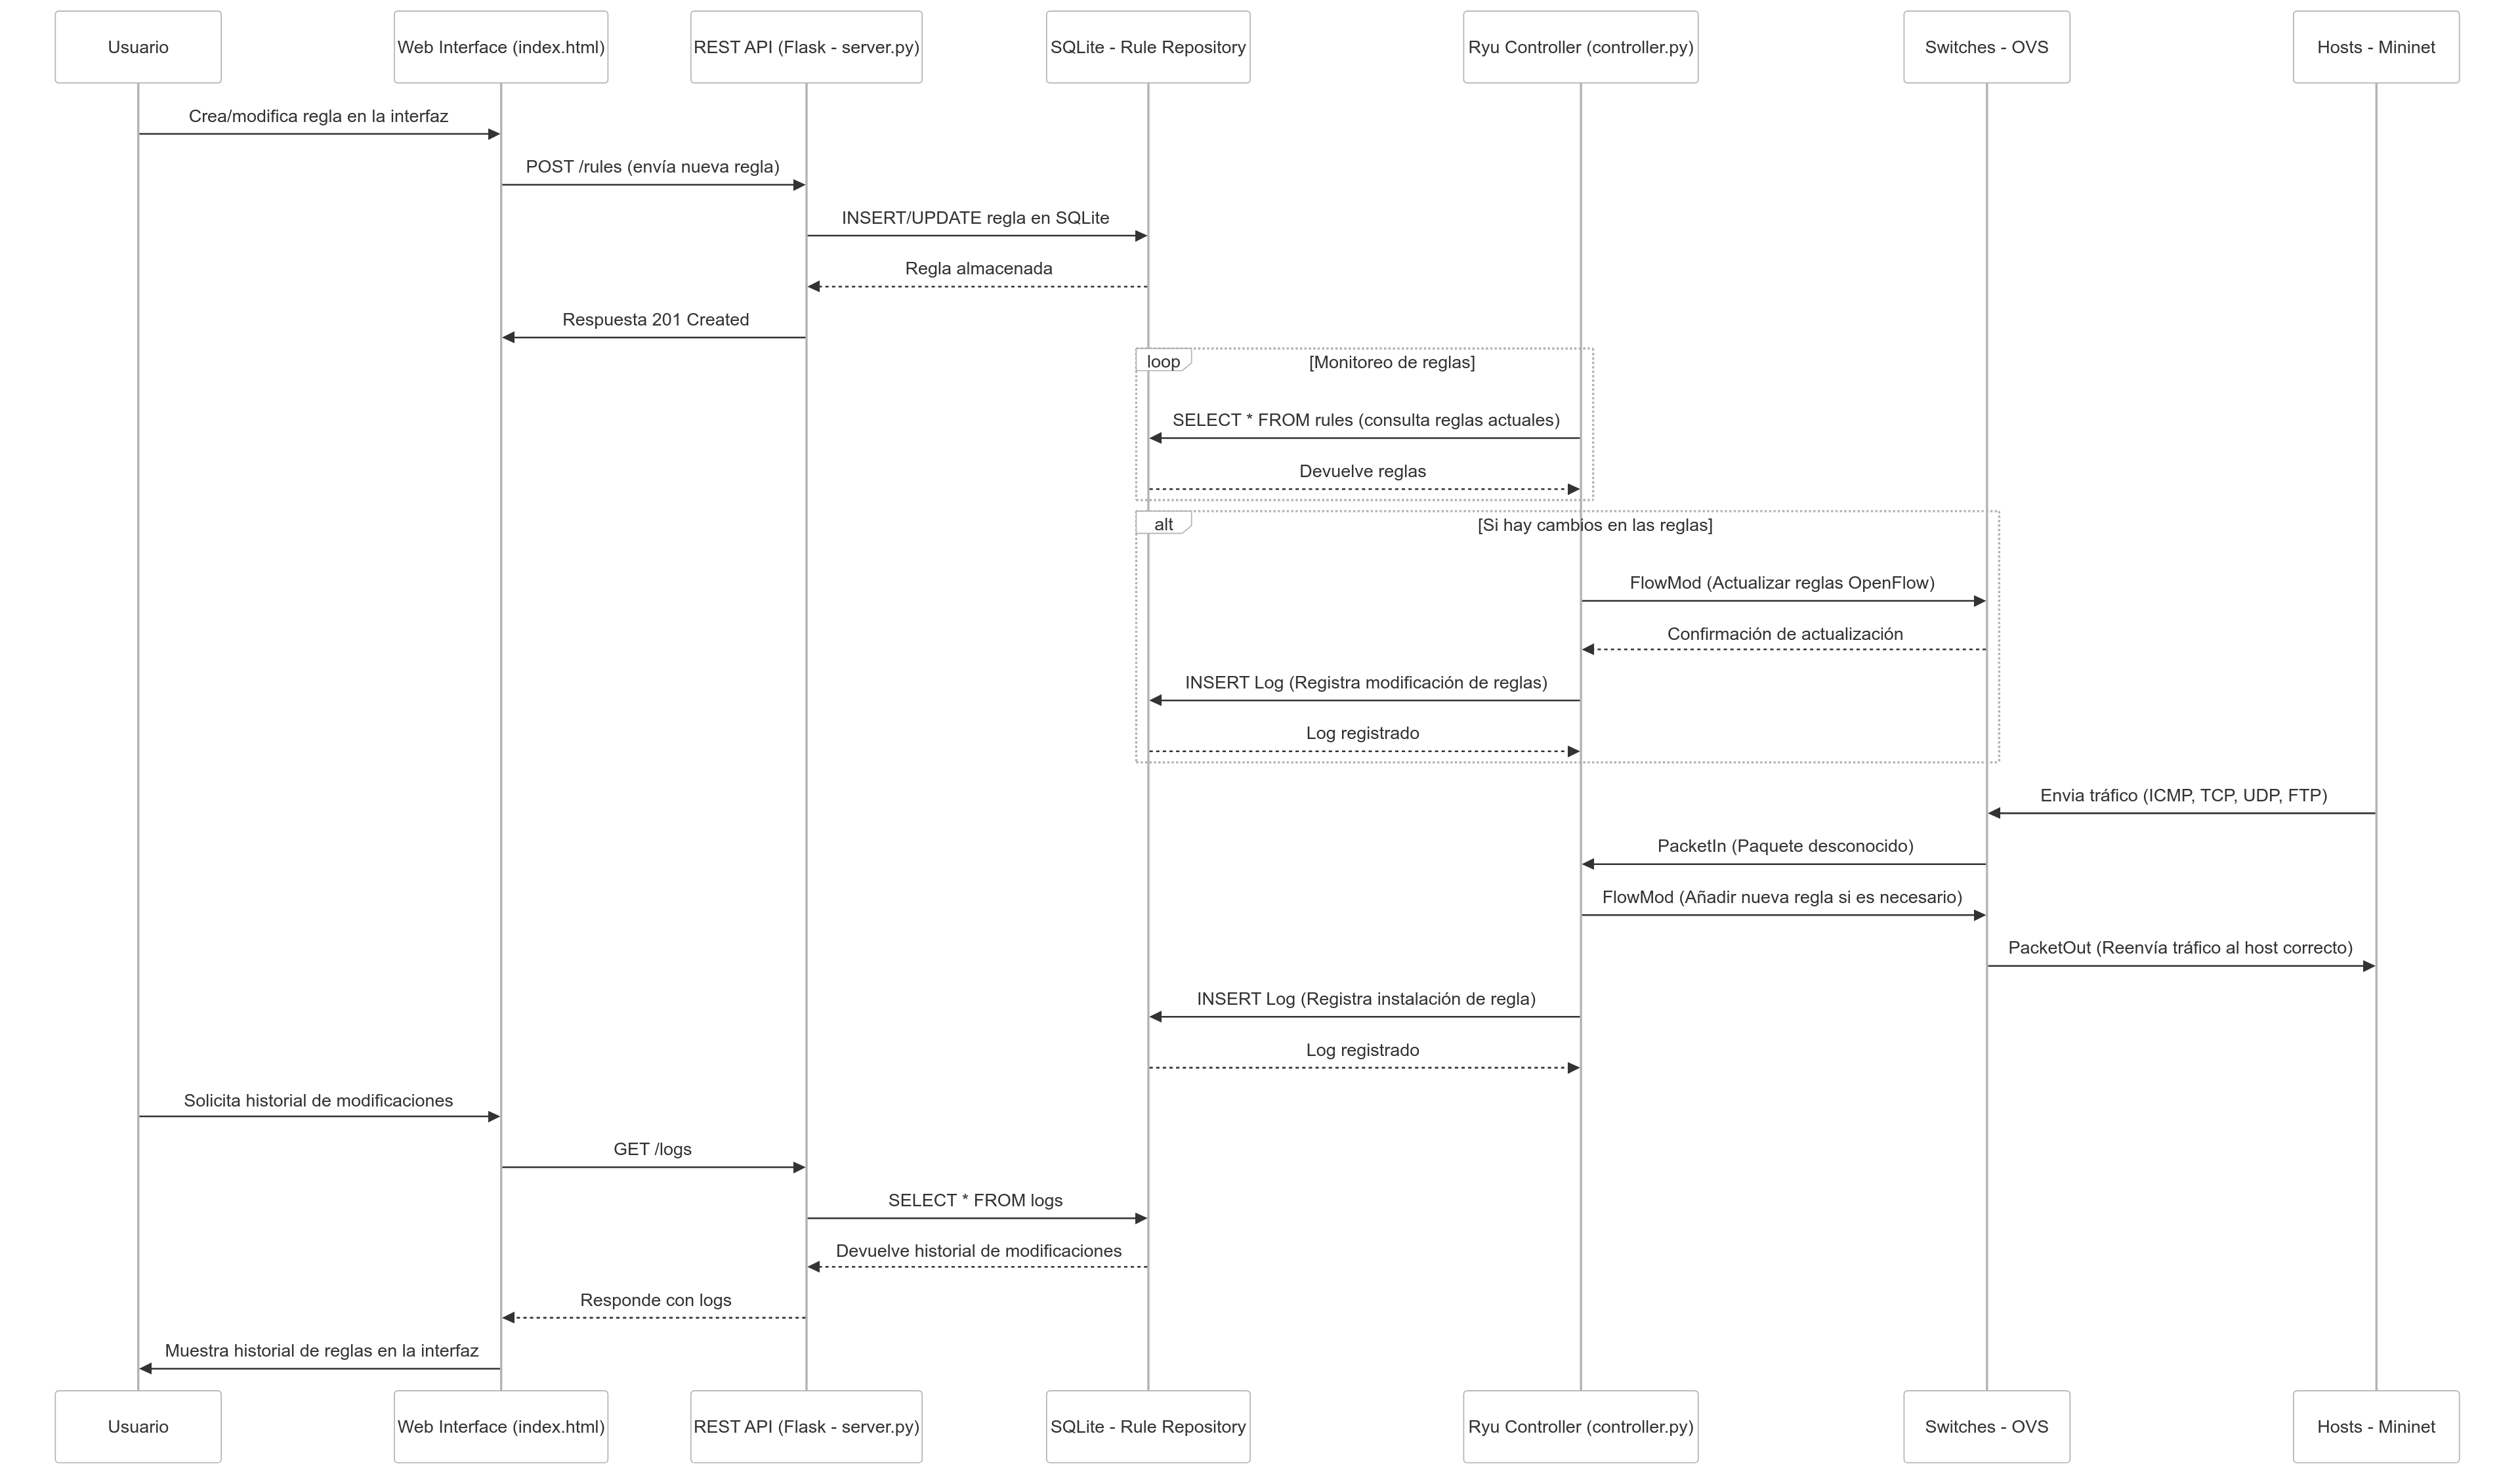 Usuario
Web Interface (index.html)
REST API (Flask - server.py)
SQLite - Rule Repository
Ryu Controller (controller.py)
Switches - OVS
Hosts - Mininet
Crea/modifica regla en la interfaz
POST /rules (envía nueva regla)
INSERT/UPDATE regla en SQLite
Regla almacenada
Respuesta 201 Created
loop
[Monitoreo de reglas]
SELECT * FROM rules (consulta reglas actuales)
Devuelve reglas
alt
[Si hay cambios en las reglas]
FlowMod (Actualizar reglas OpenFlow)
Confirmación de actualización
INSERT Log (Registra modificación de reglas)
Log registrado
Envia tráfico (ICMP, TCP, UDP, FTP)
PacketIn (Paquete desconocido)
FlowMod (Añadir nueva regla si es necesario)
PacketOut (Reenvía tráfico al host correcto)
INSERT Log (Registra instalación de regla)
Log registrado
Solicita historial de modificaciones
GET /logs
SELECT * FROM logs
Devuelve historial de modificaciones
Responde con logs
Muestra historial de reglas en la interfaz
Usuario
Web Interface (index.html)
REST API (Flask - server.py)
SQLite - Rule Repository
Ryu Controller (controller.py)
Switches - OVS
Hosts - Mininet